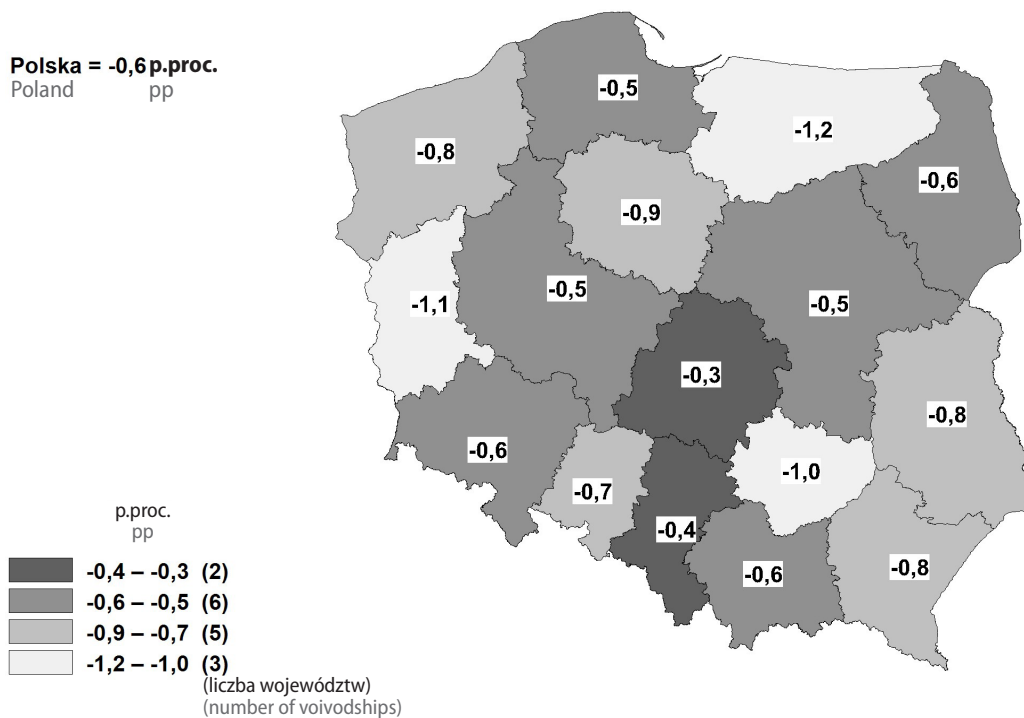 Polska = -0,6 p.proc.
Poland pp
-0,5
-1,2
-0,8
-0,6
-0,9
-0,5
-1,1
-0,5
-0,3
-0,8
-0,6
-1,0
-0,7
-0,4
-0,8
-0,6
p.proc.
pp
-0,4 – -0,3 (2)
-0,6 – -0,5 (6)
-0,9 – -0,7 (5)
-1,2 – -1,0 (3)
(liczba województw)
(number of voivodships)